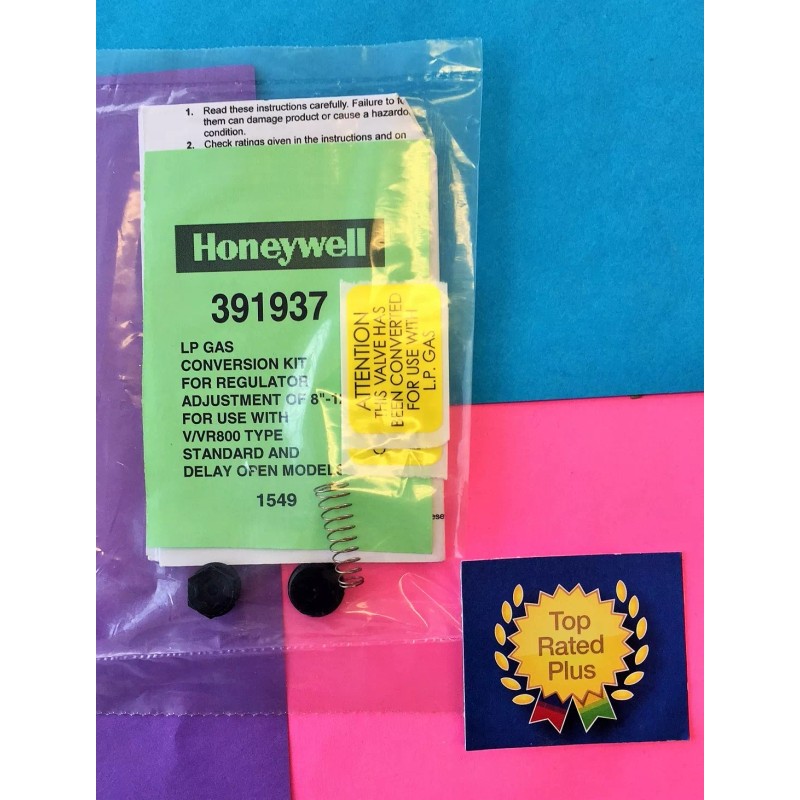 1. Read these instructions carefully. Failure to
them can damage product or cause a
condition.
2. Check ratings given in the instructions and on
Honeywell
391937
LP GAS
CONVERSION KIT
FOR REGULATOR
ADJUSTMENT OF 8"-
FOR USE WITH
V/VR800 TYPE
STANDARD AND
DELAY OPEN MODELS
1549
ATTENTION
THIS VALVE HAS
BEEN CONVERTED
FOR USE WITH
L.P. GAS
Top
Rated
Plus